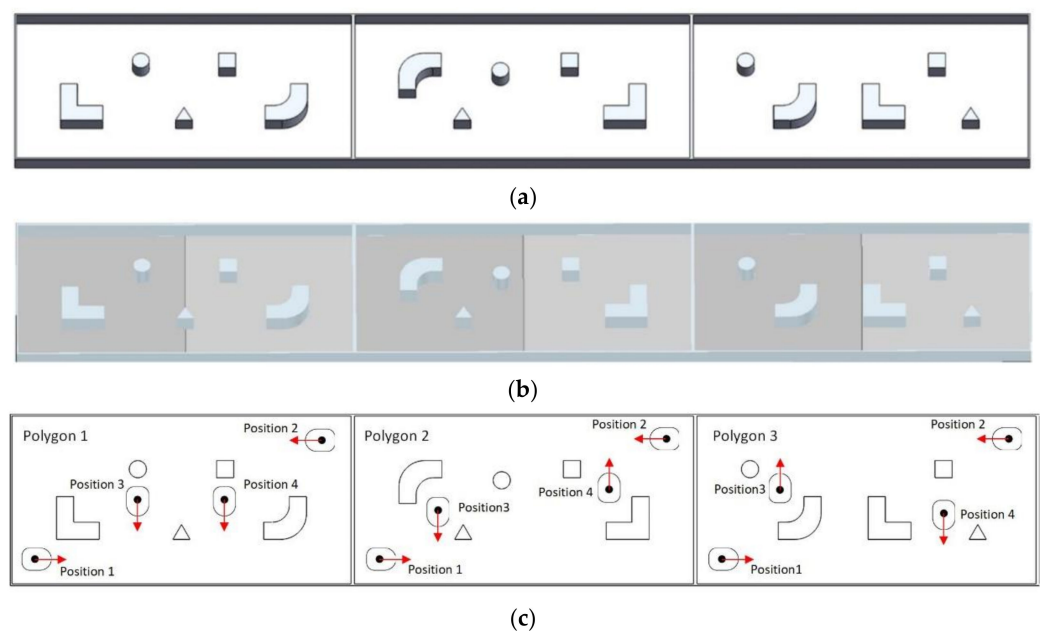 (a)
(b)
Polygon 1
Position 2
Position 3
Position 4
Position 1
Polygon 2
Position 2
Position 4
Position3
Position 1
Polygon 3
Position 2
Position3
Position 4
Position1
(c)